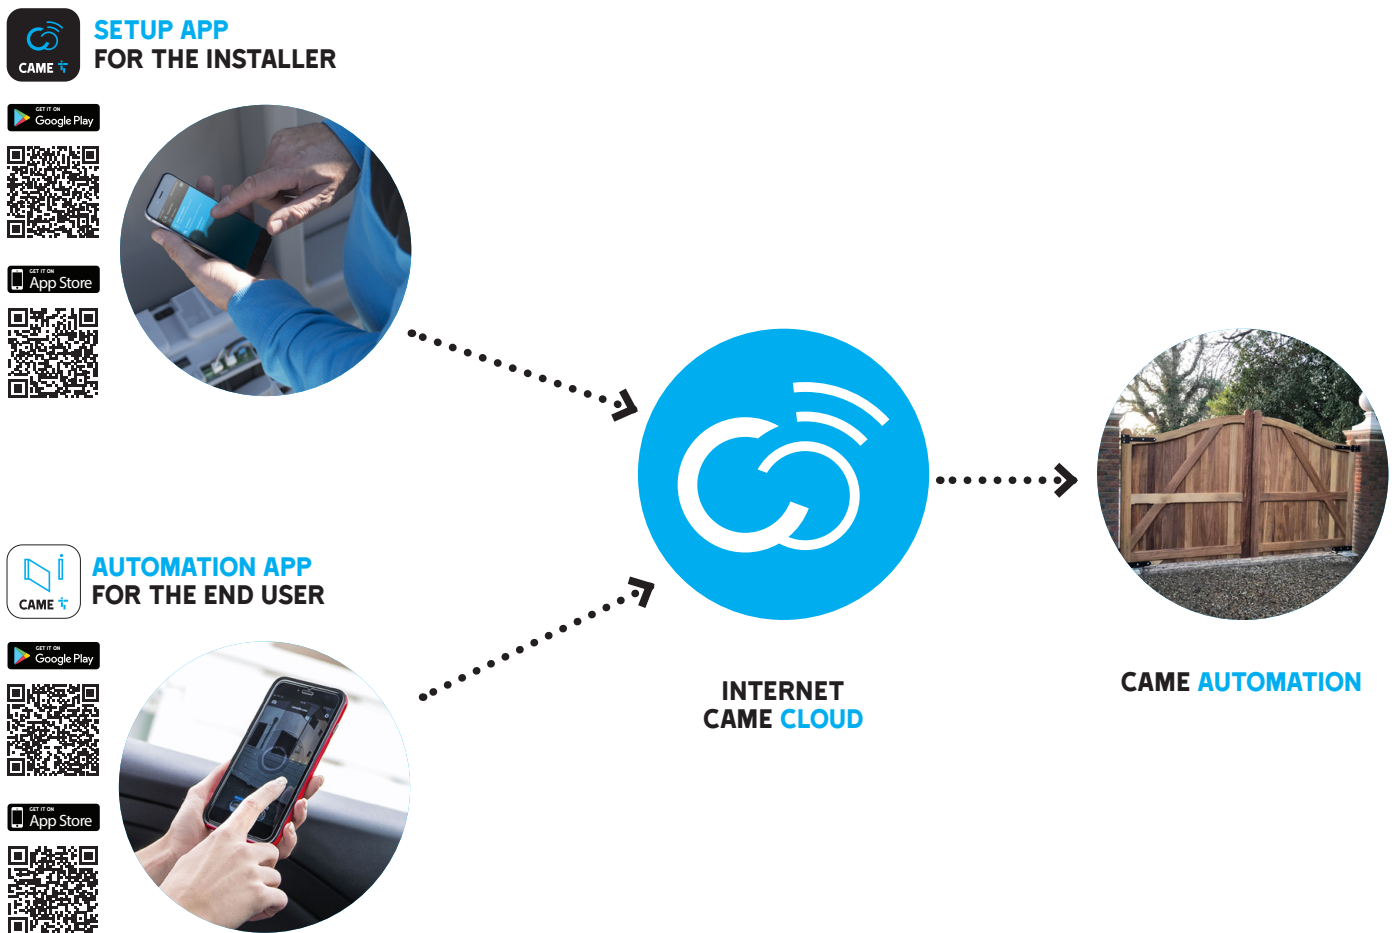 SETUP APP
FOR THE INSTALLER
CAME
GET IT ON
Google Play
GET IT ON
App Store
AUTOMATION APP
FOR THE END USER
CAME
GET IT ON
Google Play
GET IT ON
App Store
INTERNET
CAME CLOUD
CAME AUTOMATION